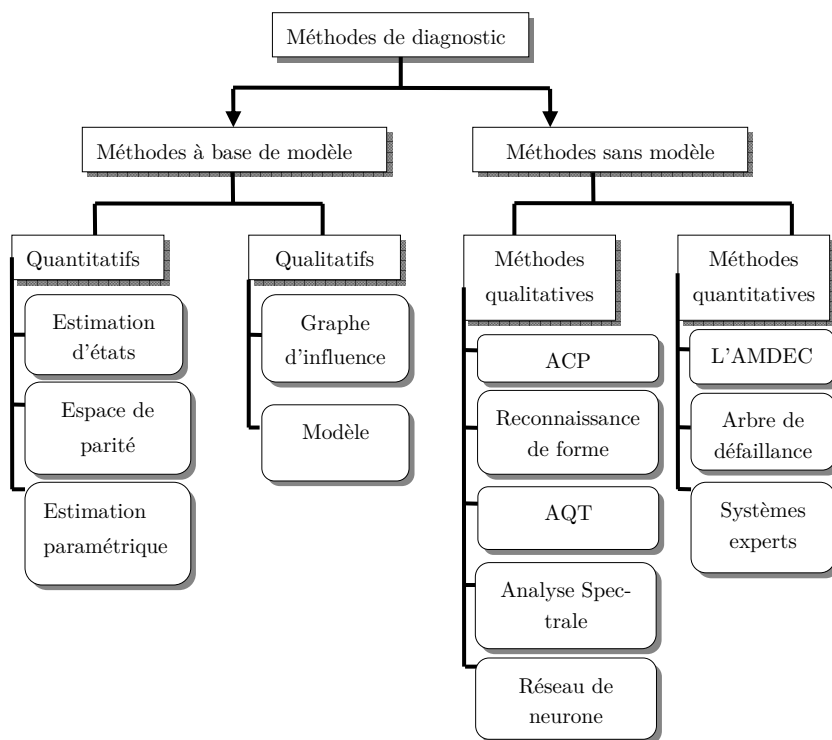 Méthodes de diagnostic
Méthodes à base de modèle
Méthodes sans modèle
Quantitatifs
Estimation
d'états
Espace de
parité
Estimation
paramétrique
Qualitatifs
Graphe
d'influence
Modèle
Méthodes
qualitatives
ACP
Reconnaissance
de forme
AQT
Analyse Spec-
trale
Réseau de
neurone
Méthodes
quantitatives
L'AMDEC
Arbre de
défaillance
Systèmes
experts